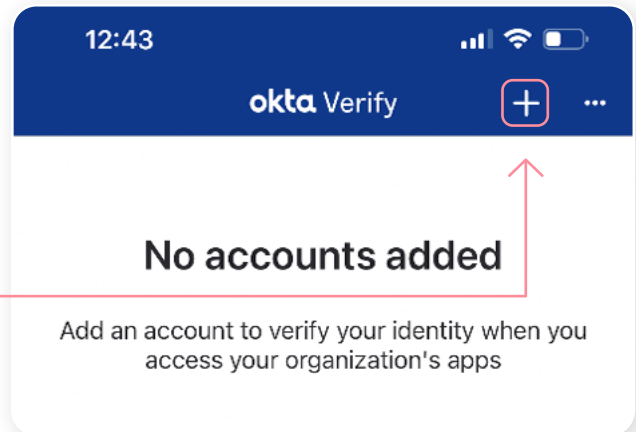 12:43
okta Verify
No accounts added
Add an account to verify your identity when you
access your organization's apps